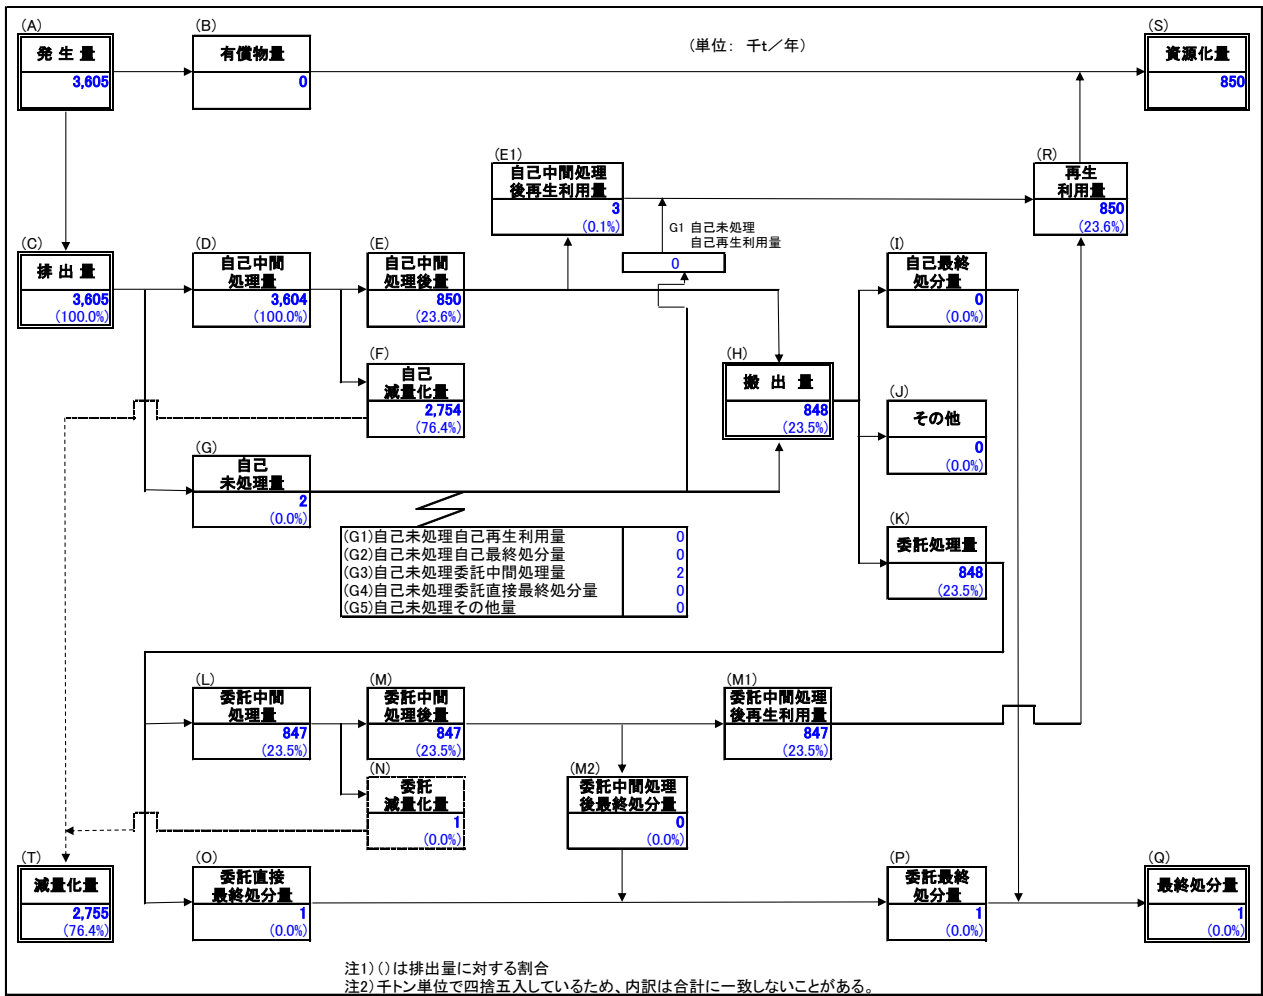 (A)
発生量
3,605
(B)
有償物量
0
(単位: 千t/年)
(S)
資源化量
850
(E1)
自己中間処理
後再生利用量
3
(0.1%)
(R)
再生
利用量
850
(23.6%)
G1 自己未処理
自己再生利用量
0
(C)
排出量
3,605
(100.0%)
(D)
自己中間
処理量
3,604
(100.0%)
(E)
自己中間
処理後量
850
(23.6%)
(I)
自己最終
処分量
0
(0.0%)
(F)
自己
減量化量
2,754
(76.4%)
(H)
搬出量
848
(23.5%)
(J)
その他
0
(0.0%)
(G)
自己
未処理量
2
(0.0%)
(K)
委託処理量
848
(23.5%)
(G1)自己未処理自己再生利用量 0
(G2)自己未処理自己最終処分量 0
(G3)自己未処理委託中間処理量 2
(G4)自己未処理委託直接最終処分量 0
(G5)自己未処理その他量 0
(L)
委託中間
処理量
847
(23.5%)
(M)
委託中間
処理後量
847
(23.5%)
(M1)
委託中間処理
後再生利用量
847
(23.5%)
(N)
委託
減量化量
1
(0.0%)
(M2)
委託中間処理
後最終処分量
0
(0.0%)
(T)
減量化量
2,755
(76.4%)
(O)
委託直接
最終処分量
1
(0.0%)
(P)
委託最終
処分量
1
(0.0%)
(Q)
最終処分量
1
(0.0%)
注1)()は排出量に対する割合
注2)千トン単位で四捨五入しているため、内訳は合計に一致しないことがある。